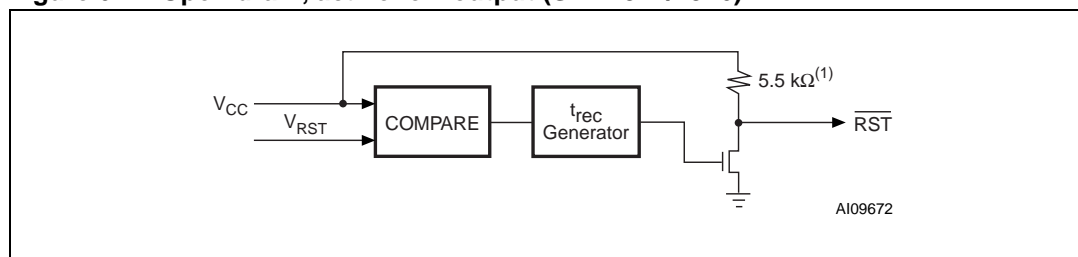 5.5 kΩ(1)
VCC
VRST
COMPARE
trec
Generator
RST
AI09672